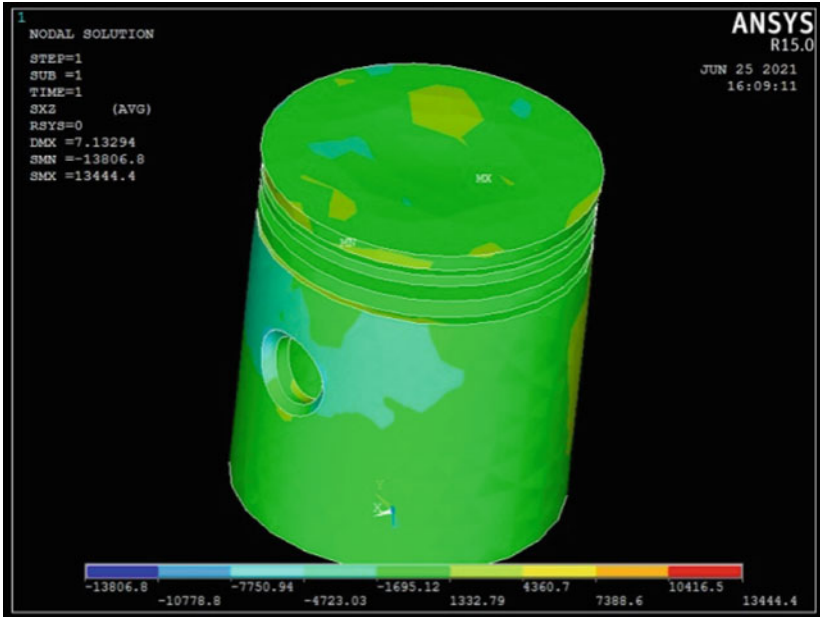 1
NODAL SOLUTION
STEP=1
SUB =1
TIME=1
SXZ (AVG)
RSYS=0
DMX =7.13294
SMN =-13806.8
SMX =13444.4
ANSYS
R15.0
JUN 25 2021
16:09:11
MX
MN
Y
X
-13806.8 -7750.94 -1695.12 4360.7 10416.5
-10778.8 -4723.03 1332.79 7388.6 13444.4